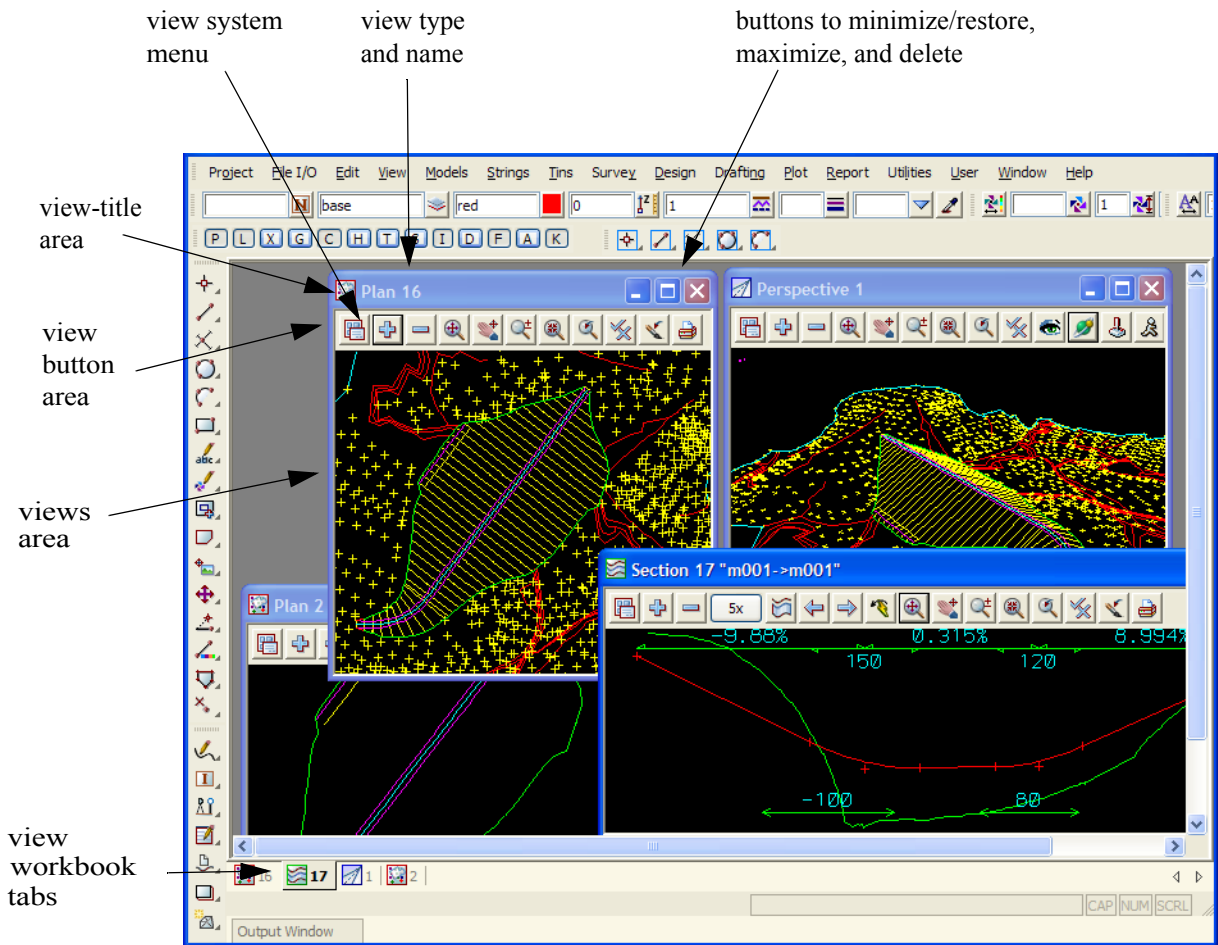 view system
menu
view type
and name
buttons to minimize/restore,
maximize, and delete
Project File I/O Edit View Models Strings Tins Survey Design Drafting Plot Report Utilities User Window Help
base red 0 1 1
P L X G C H T S I D F A K
view-title
area
Plan 16
Perspective 1
view
button
area
abc
views
area
Section 17 "m001->m001"
5x
Plan 2
-9.88% 0.315% 8.994%
150 120
-100 80
view
workbook
tabs
16 17 1 2
CAP NUM SCRL
Output Window